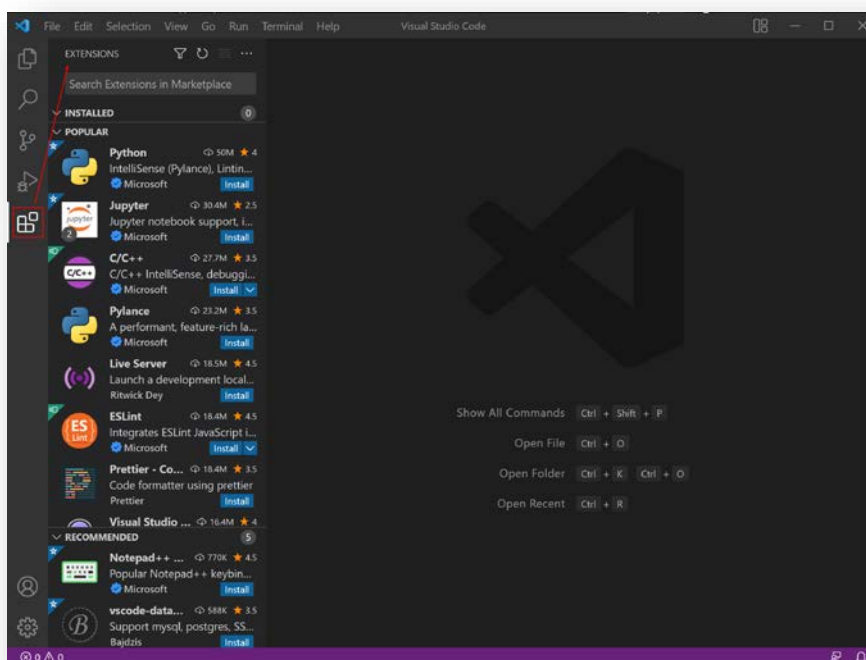 File Edit Selection View Go Run Terminal Help Visual Studio Code
EXTENSIONS
Search Extensions in Marketplace
INSTALLED 0
POPULAR
Python 50M 4
IntelliSense (Pylance), Lintin...
Microsoft Install
Jupyter 30.4M 2.5
Jupyter notebook support, i...
Microsoft Install
jupyter
2
C/C++ 27.7M 3.5
C/C++ IntelliSense, debuggi...
Microsoft Install
C/C++
Pylance 23.2M 3.5
A performant, feature-rich la...
Microsoft Install
Live Server 18.5M 4.5
Launch a development local...
Ritwick Dey Install
ESLint 18.4M 4.5
Integrates ESLint JavaScript i...
Microsoft Install
ES
Lint
Prettier - Co... 18.4M 3.5
Code formatter using prettier
Prettier Install
Visual Studio ... 16.4M 4
RECOMMENDED 5
Notepad++ ... 770K 4.5
Popular Notepad++ keybin...
Microsoft Install
vscode-data... 588K 3.5
Support mysql, postgres, SS...
Bajdzis Install
B
Show All Commands Ctrl + Shift + P
Open File Ctrl + O
Open Folder Ctrl + K Ctrl + O
Open Recent Ctrl + R
0 0